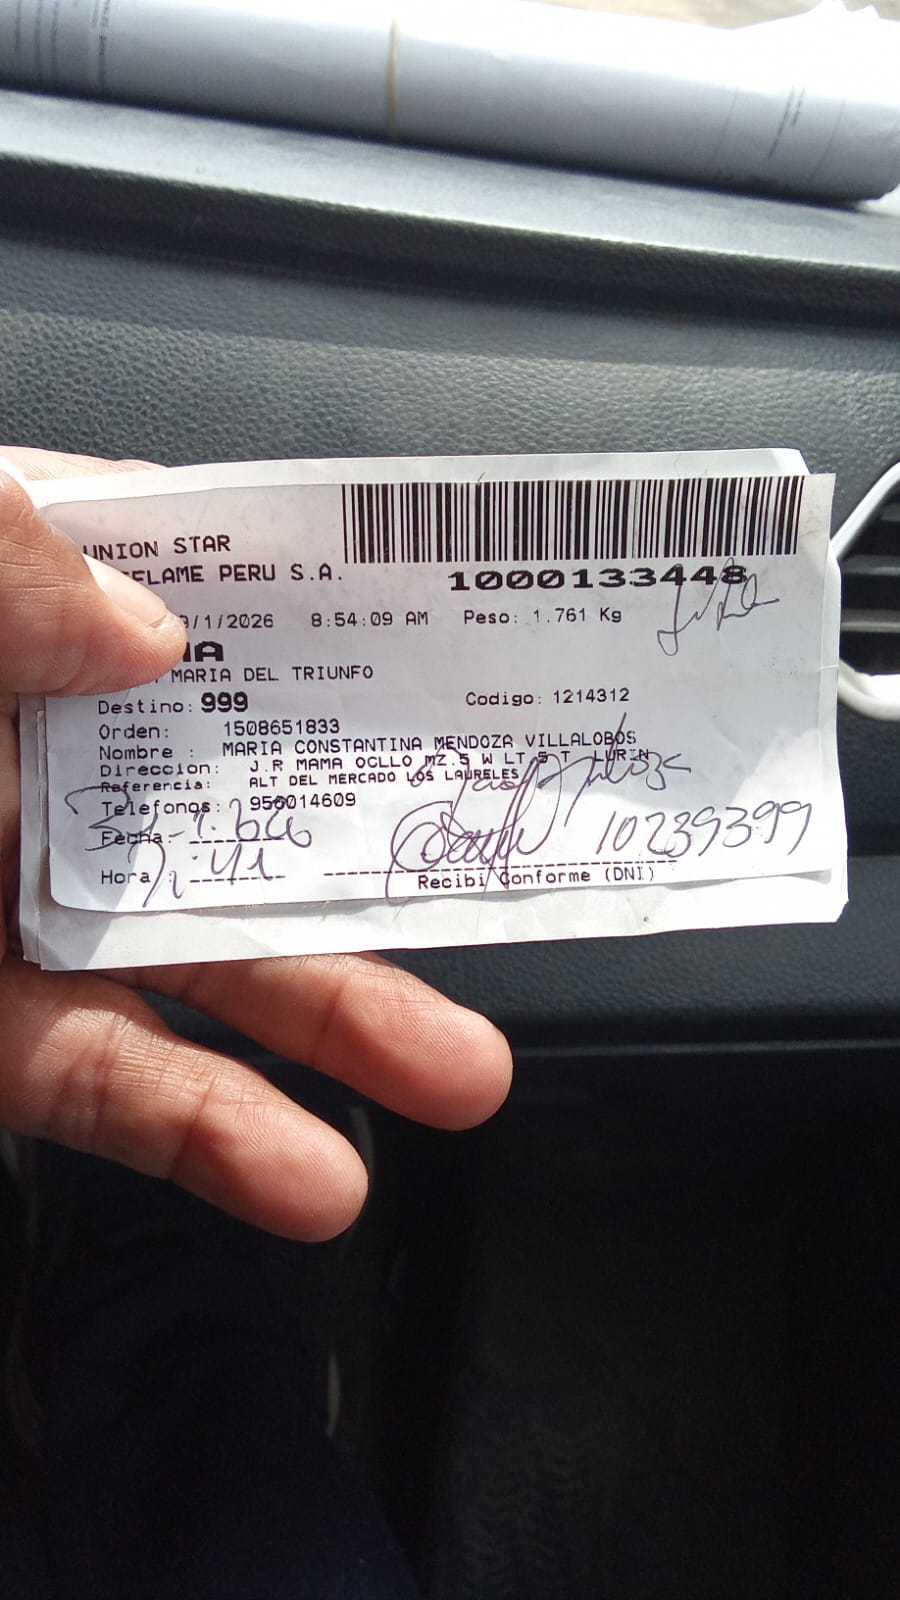 UNION STAR
ELAME PERU S.A.
1000133448
9/1/2026 8:54:09 AM Peso: 1.761 Kg
MARIA DEL TRIUNFO
Destino: 999 Codigo: 1214312
Orden: 1508651833
Nombre : MARIA CONSTANTINA MENDOZA VILLALOBOS
Direccion: J.R MAMA OCLLO MZ.5 W LT 5 T LURIN
Referencia: ALT DEL MERCADO LOS LAURELES
Telefonos: 956014609
Fecha:
10239399
Hora
Recibi Conforme (DNI)